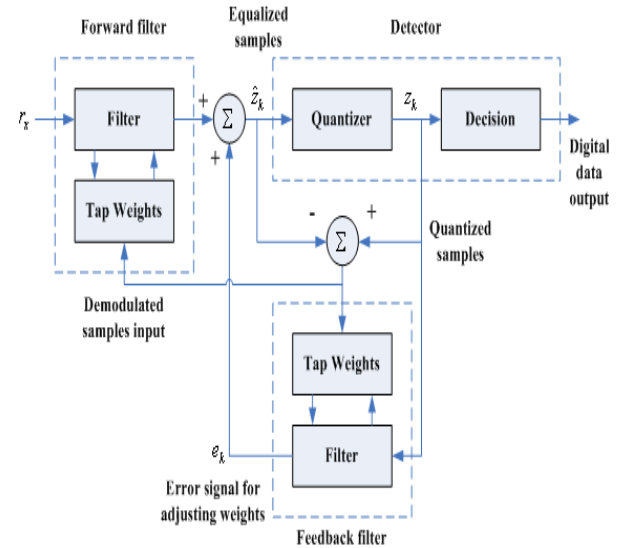 Forward filter
Equalized
samples
Detector
r_x
Filter
+
Σ
ẑ_k
+
Quantizer
z_k
Decision
Digital
data
output
Tap Weights
-
+
Σ
Quantized
samples
Demodulated
samples input
Tap Weights
Filter
e_k
Error signal for
adjusting weights
Feedback filter